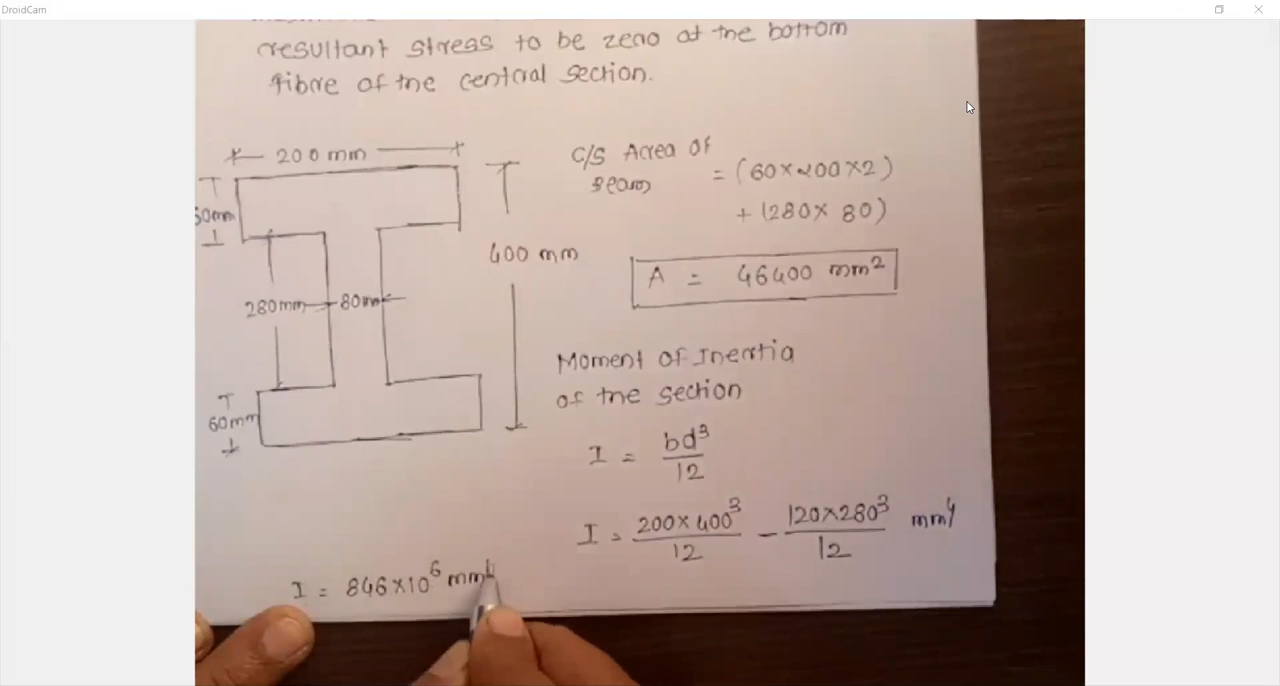 DroidCam
resultant stress to be zero at the bottom
fibre of the central section.
200 mm
60mm
400 mm
280mm
80mm
60mm
C/S Area of
Beam
= (60×200×2)
+ (280× 80)
A = 46400 mm²
Moment of Inertia
of the section
I = bd³/12
I = 200×400³/12 - 120×280³/12 mm⁴
I = 846×10⁶ mm⁴